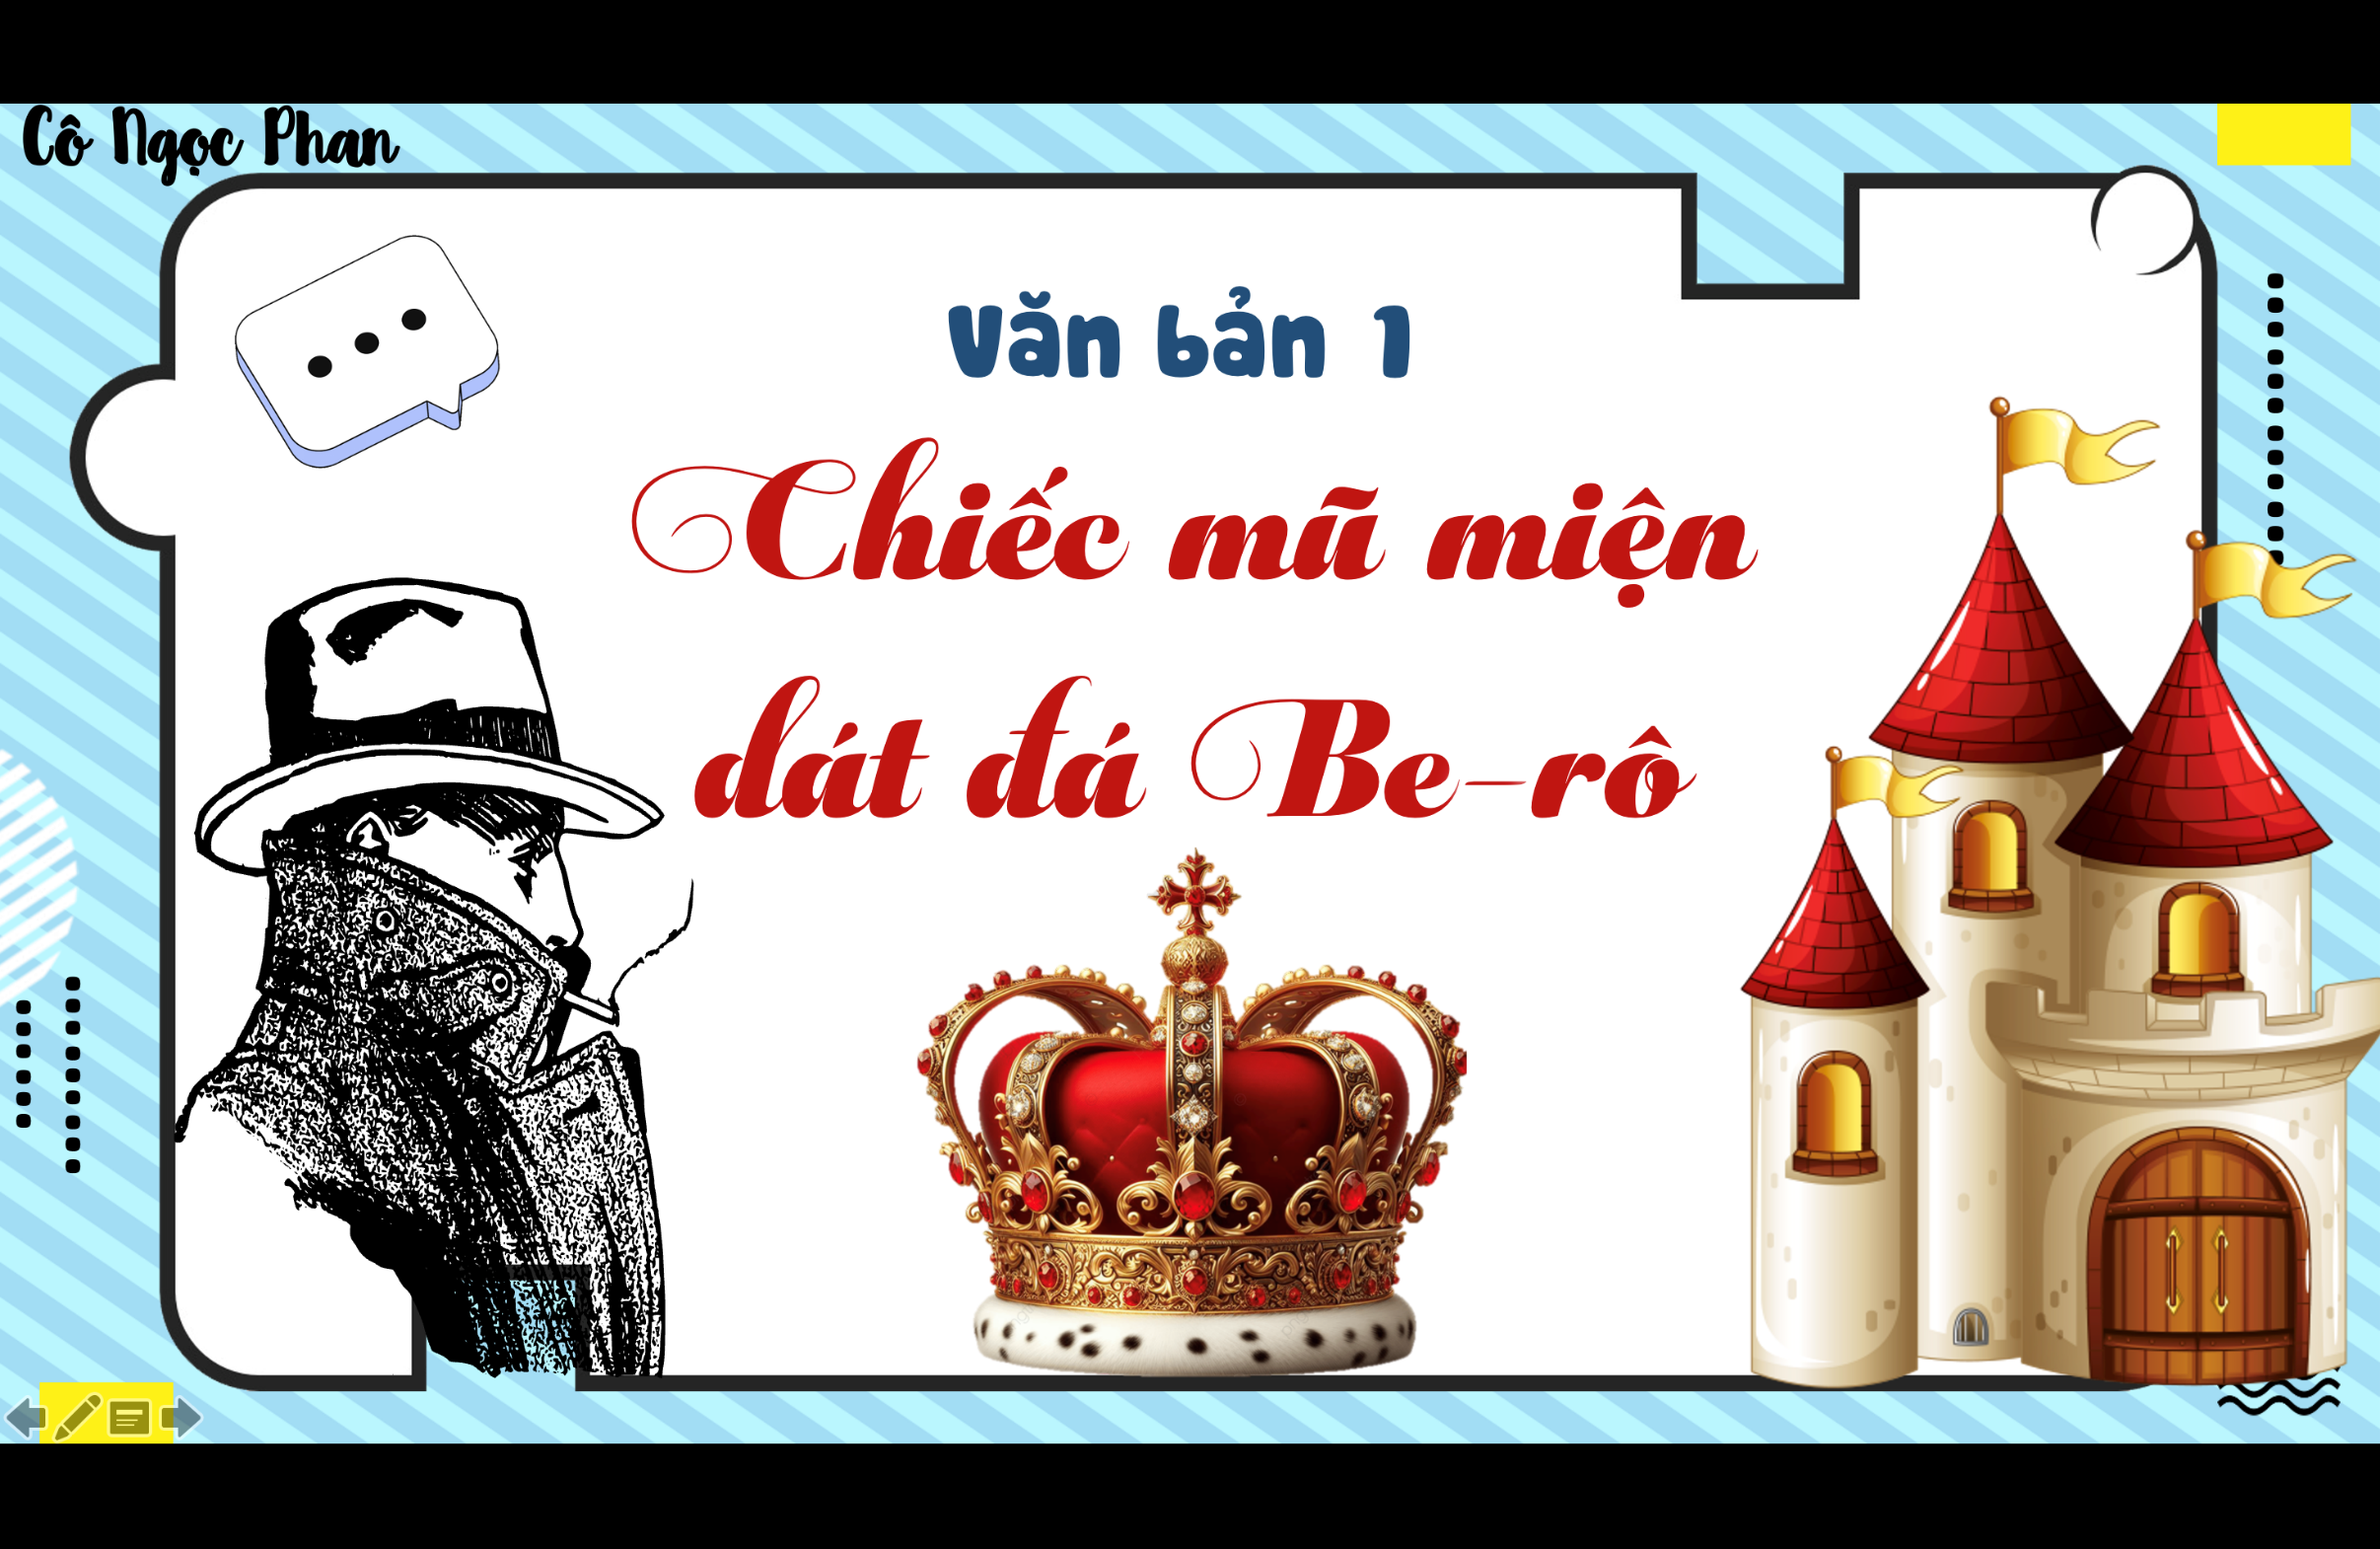 Cô Ngọc Phan
Văn bản 1
Chiếc mũ miện
dát đá Be-rô